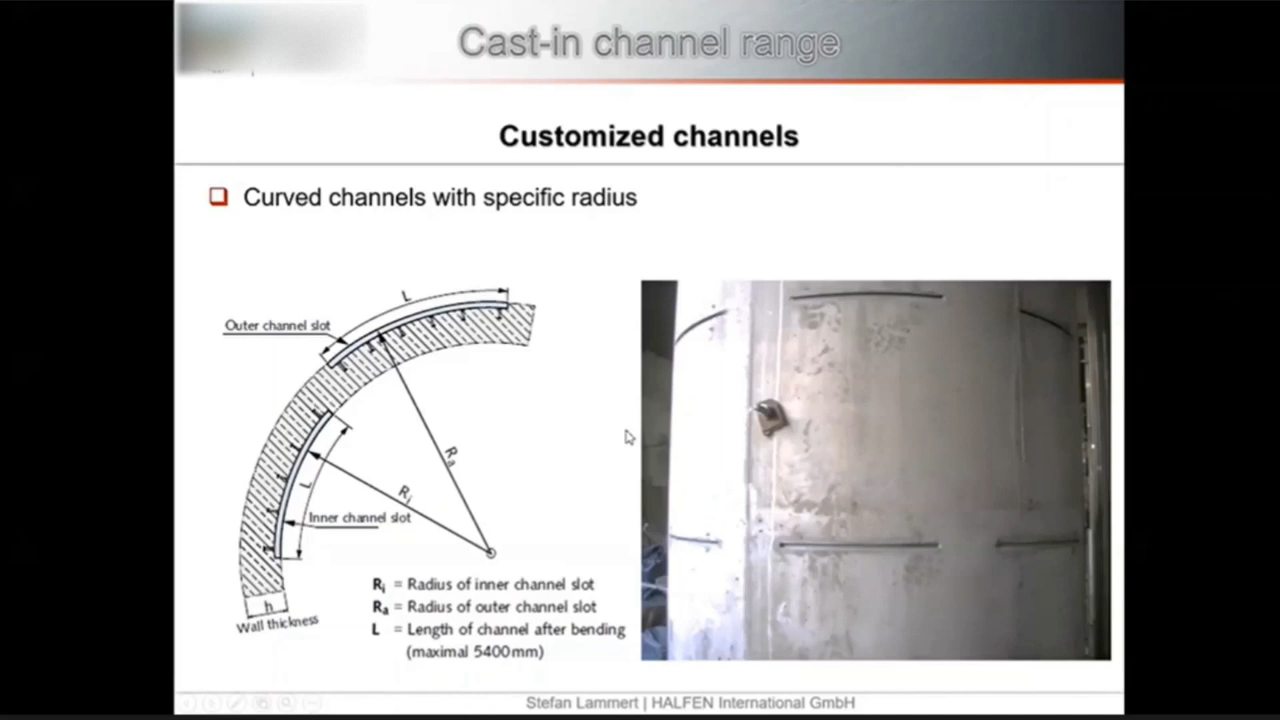 Cast-in channel range
Customized channels
Curved channels with specific radius
L
Outer channel slot
Ra
Ri
L
Inner channel slot
h
Wall thickness
Ri = Radius of inner channel slot
Ra = Radius of outer channel slot
L = Length of channel after bending
(maximal 5400mm)
Stefan Lammert | HALFEN International GmbH